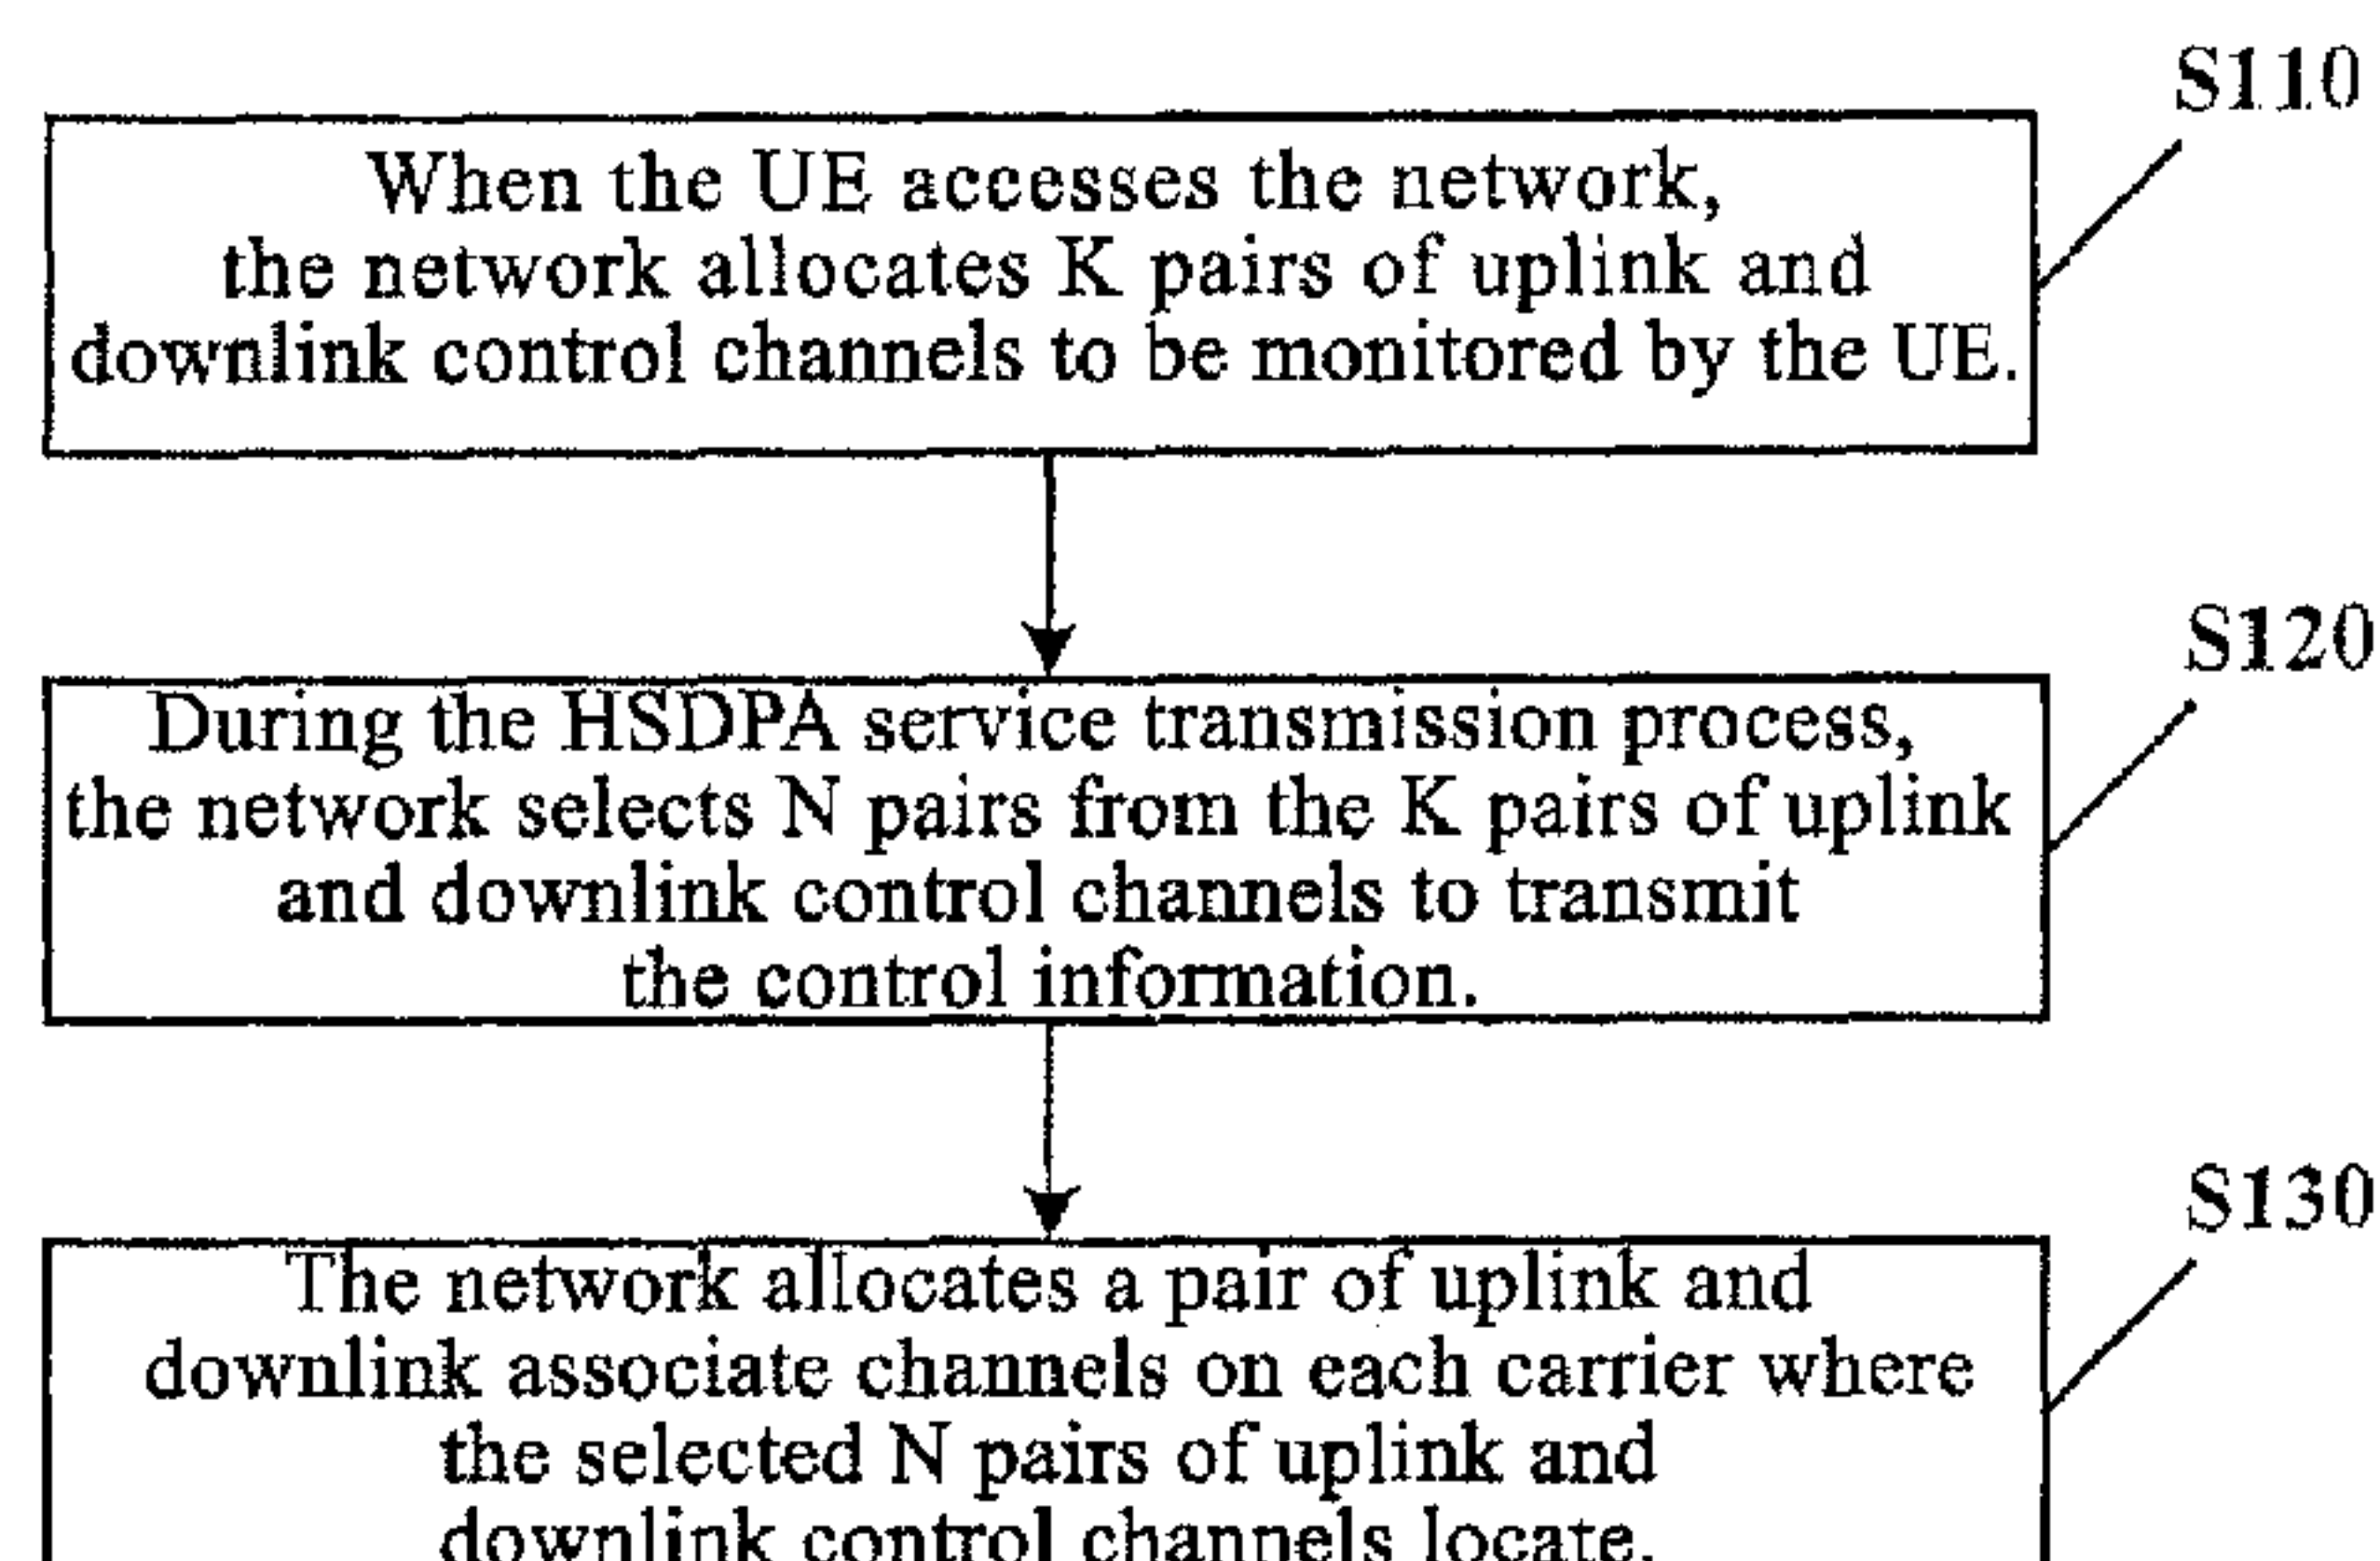 S110
When the UE accesses the network,
the network allocates K pairs of uplink and
downlink control channels to be monitored by the UE.
S120
During the HSDPA service transmission process,
the network selects N pairs from the K pairs of uplink
and downlink control channels to transmit
the control information.
S130
The network allocates a pair of uplink and
downlink associate channels on each carrier where
the selected N pairs of uplink and
downlink control channels locate.